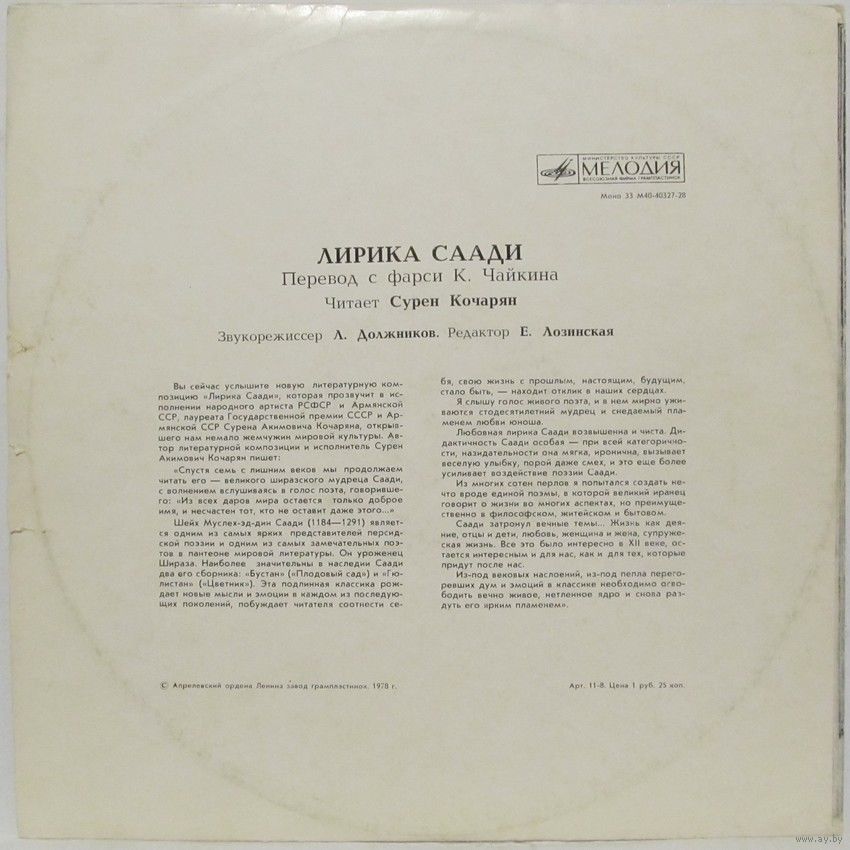 МИНИСТЕРСТВО КУЛЬТУРЫ СССР
МЕЛОДИЯ
ВСЕСОЮЗНАЯ ФИРМА ГРАМПЛАСТИНОК
Моно 33 М40-40327-28
ЛИРИКА СААДИ
Перевод с фарси К. Чайкина
Читает Сурен Кочарян
Звукорежиссер Л. Должников. Редактор Е. Лозинская
Вы сейчас услышите новую литературную ком-
позицию «Лирика Саади», которая прозвучит в ис-
полнении народного артиста РСФСР и Армянской
ССР, лауреата Государственной премии СССР и Ар-
мянской ССР Сурена Акимовича Кочаряна, открыв-
шего нам немало жемчужин мировой культуры. Ав-
тор литературной композиции и исполнитель Сурен
Акимович Кочарян пишет:
«Спустя семь с лишним веков мы продолжаем
читать его — великого ширазского мудреца Саади,
с волнением вслушиваясь в голос поэта, говоривше-
го: «Из всех даров мира остается только доброе
имя, и несчастен тот, кто не оставит даже этого...»
Шейх Муслех-эд-дин Саади (1184—1291) является
одним из самых ярких представителей персид-
ской поэзии и одним из самых замечательных поэ-
тов в пантеоне мировой литературы. Он уроженец
Шираза. Наиболее значительны в наследии Саади
два его сборника: «Бустан» («Плодовый сад») и «Гю-
листан» («Цветник»). Эта подлинная классика рож-
дает новые мысли и эмоции в каждом из последую-
щих поколений, побуждает читателя соотнести се-
бя, свою жизнь с прошлым, настоящим, будущим,
стало быть, — находит отклик в наших сердцах.
Я слышу голос живого поэта, и в нем мирно ужи-
ваются стодесятилетний мудрец и снедаемый пла-
менем любви юноша.
Любовная лирика Саади возвышенна и чиста. Ди-
дактичность Саади особая — при всей категорично-
сти, назидательности она мягка, иронична, вызывает
веселую улыбку, порой даже смех, и это еще более
усиливает воздействие поэзии Саади.
Из многих сотен перлов я попытался создать не-
что вроде единой поэмы, в которой великий иранец
говорит о жизни во многих аспектах, но преимуще-
ственно в философском, житейском и бытовом.
Саади затронул вечные темы... Жизнь как дея-
ние, отцы и дети, любовь, женщина и жена, супруже-
ская жизнь. Все это было интересно в XII веке, ос-
тается интересным и для нас, как и для тех, которые
придут после нас.
Из-под вековых наслоений, из-под пепла перего-
ревших дум и эмоций в классике необходимо осво-
бодить вечно живое, нетленное ядро и снова раз-
дуть его ярким пламенем».
© Апрелевский ордена Ленина завод грампластинок. 1978 г.
Арт. 11-8. Цена 1 руб. 25 коп.
www.ay.by